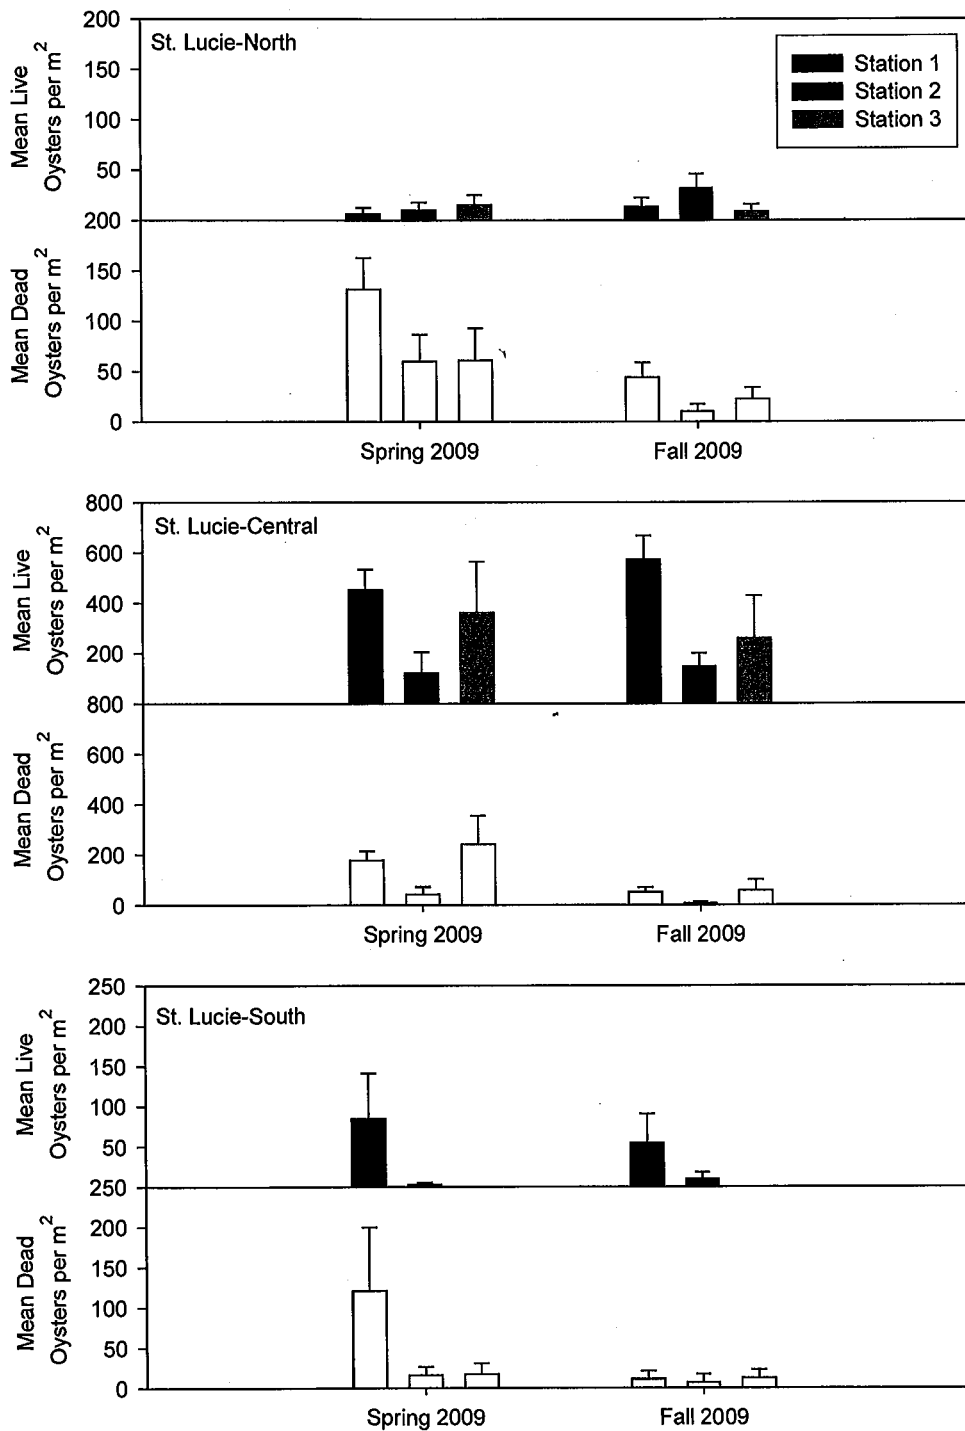 St. Lucie-North
Station 1
Station 2
Station 3
Mean Live
Oysters per m2
200
150
100
50
200
Mean Dead
Oysters per m2
150
100
50
0
Spring 2009 Fall 2009
St. Lucie-Central
Mean Live
Oysters per m2
800
600
400
200
800
Mean Dead
Oysters per m2
600
400
200
0
Spring 2009 Fall 2009
St. Lucie-South
Mean Live
Oysters per m2
250
200
150
100
50
250
Mean Dead
Oysters per m2
200
150
100
50
0
Spring 2009 Fall 2009